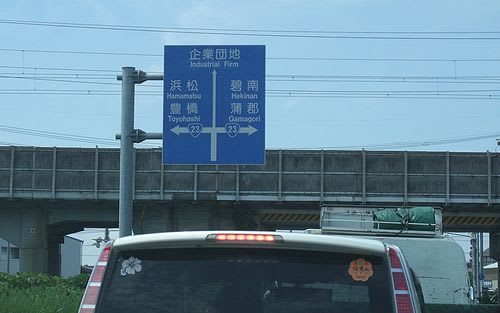 企業団地
Industrial Firm
浜松
Hamamatsu
豊橋
Toyohashi
23
碧南
Hekinan
蒲郡
Gamagori
23